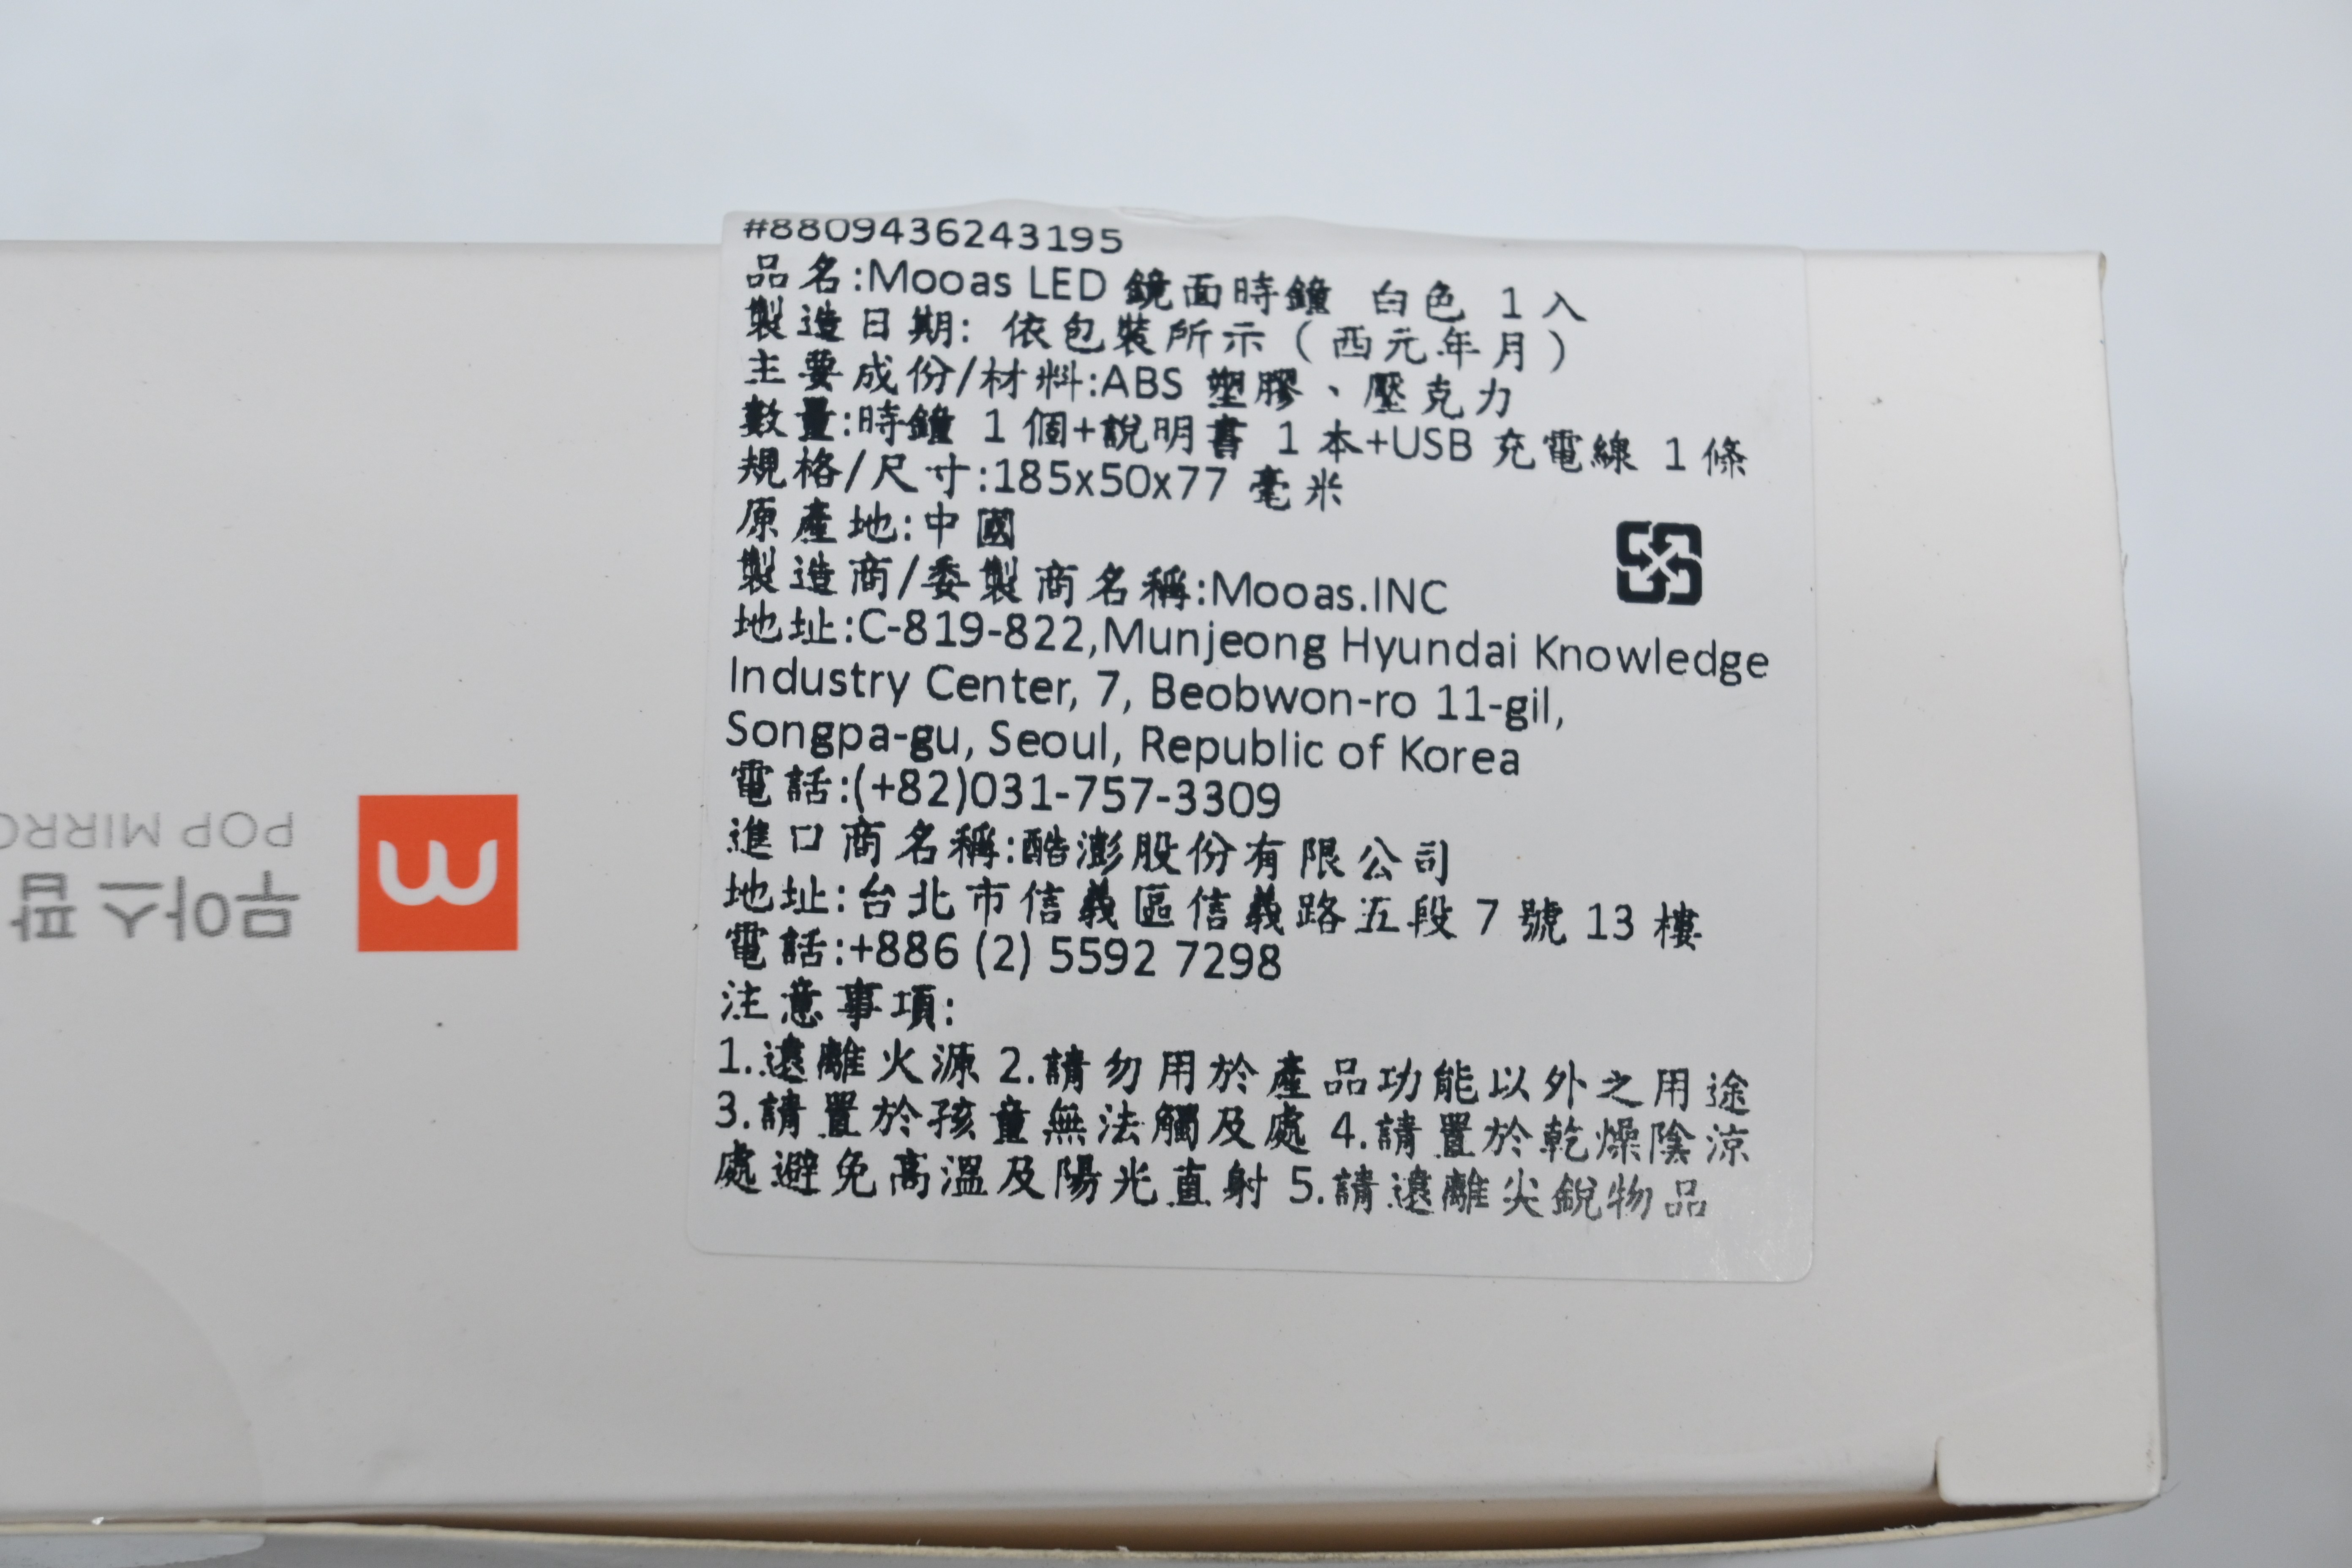 #8809436243195
品名:Mooas LED 鏡面時鐘 白色 1 入
製造日期: 依包裝所示（西元年月）
主要成份/材料:ABS 塑膠、壓克力
數量:時鐘 1 個+說明書 1 本+USB 充電線 1 條
規格/尺寸:185x50x77 毫米
原產地:中國
製造商/委製商名稱:Mooas.INC
地址:C-819-822,Munjeong Hyundai Knowledge
Industry Center, 7, Beobwon-ro 11-gil,
Songpa-gu, Seoul, Republic of Korea
電話:(+82)031-757-3309
進口商名稱:酷澎股份有限公司
地址:台北市信義區信義路五段 7 號 13 樓
電話:+886 (2) 5592 7298
注意事項:
1.遠離火源 2.請勿用於產品功能以外之用途
3.請置於孩童無法觸及處 4.請置於乾燥陰涼
處避免高溫及陽光直射 5.請遠離尖銳物品
무아스 팝
POP MIRRO